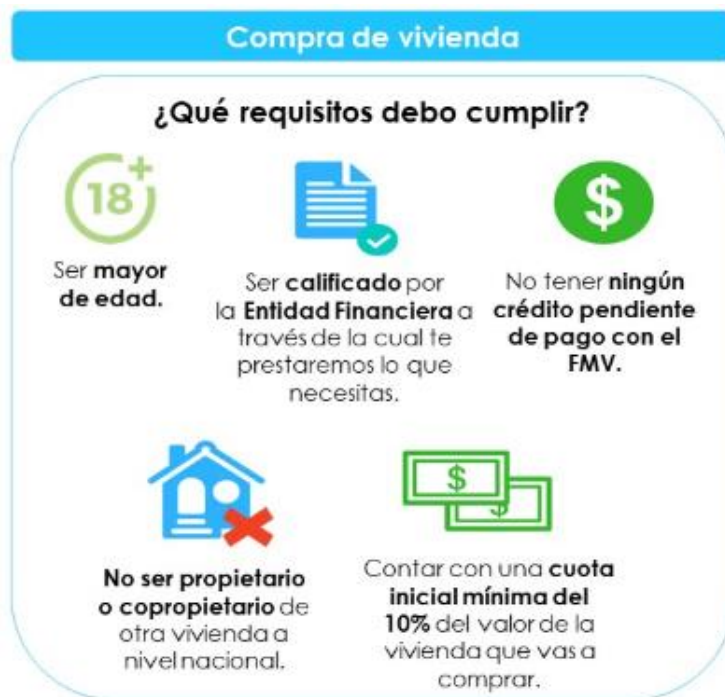 Compra de vivienda
¿Qué requisitos debo cumplir?
18+
Ser mayor
de edad.
Ser calificado por
la Entidad Financiera a
través de la cual te
prestaremos lo que
necesitas.
$
No tener ningún
crédito pendiente
de pago con el
FMV.
No ser propietario
o copropietario de
otra vivienda a
nivel nacional.
$
$
Contar con una cuota
inicial mínima del
10% del valor de la
vivienda que vas a
comprar.